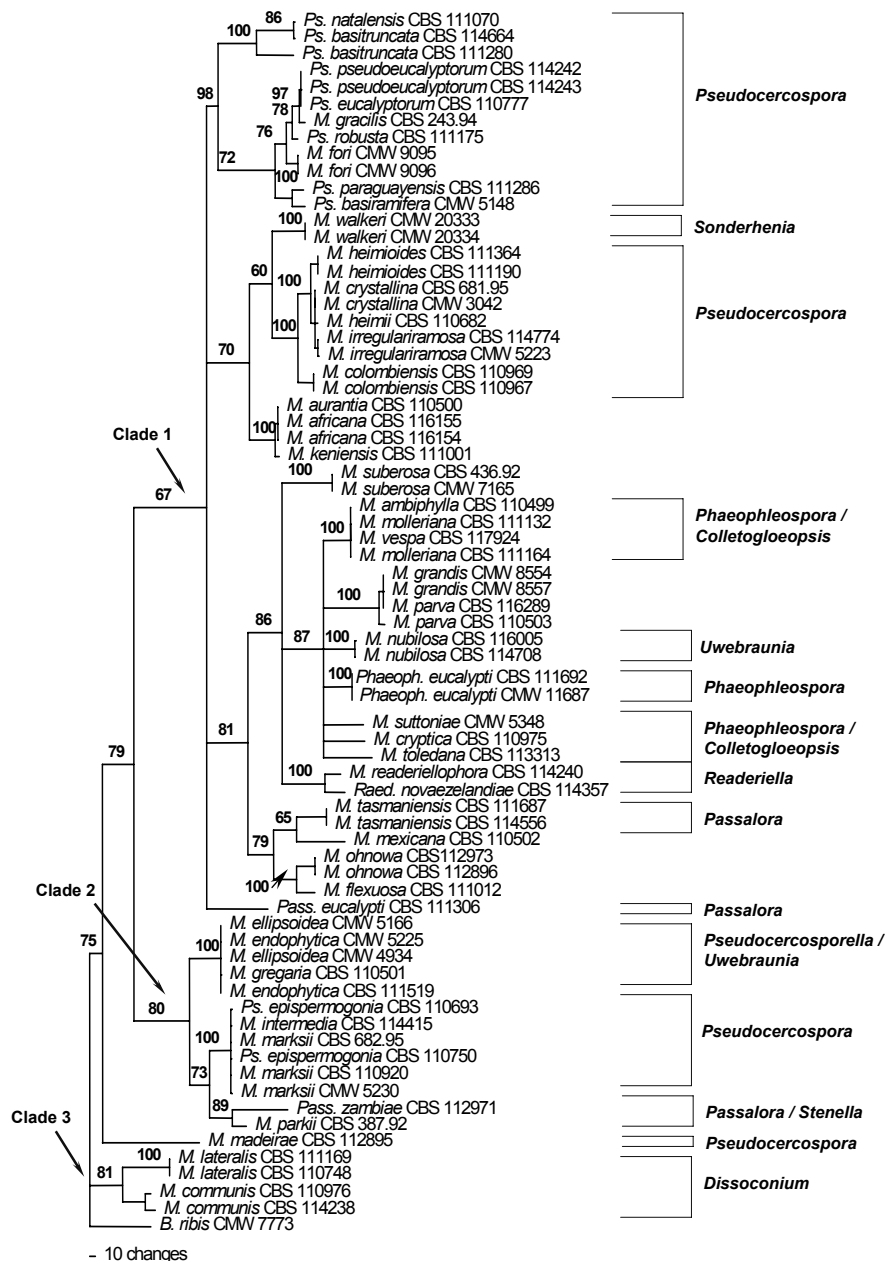 86
Ps. natalensis CBS 111070
100
Ps. basitruncata CBS 114664
Ps. basitruncata CBS 111280
Ps. pseudoeucalyptorum CBS 114242
98
97
Ps. pseudoeucalyptorum CBS 114243
Pseudocercospora
78
Ps. eucalyptorum CBS 110777
M. gracilis CBS 243.94
76
Ps. robusta CBS 111175
72
M. fori CMW 9095
M. fori CMW 9096
100
Ps. paraguayensis CBS 111286
Ps. basiramifera CMW 5148
100
M. walkeri CMW 20333
Sonderhenia
M. walkeri CMW 20334
M. heimioides CBS 111364
60
100
M. heimioides CBS 111190
M. crystallina CBS 681.95
M. crystallina CMW 3042
Pseudocercospora
100
M. heimii CBS 110682
M. irregulariramosa CBS 114774
70
M. irregulariramosa CMW 5223
M. colombiensis CBS 110969
M. colombiensis CBS 110967
M. aurantia CBS 110500
Clade 1
100
M. africana CBS 116155
M. africana CBS 116154
M. keniensis CBS 111001
100
M. suberosa CBS 436.92
M. suberosa CMW 7165
67
M. ambiphylla CBS 110499
100
M. molleriana CBS 111132
Phaeophleospora /
Colletogloeopsis
M. vespa CBS 117924
M. molleriana CBS 111164
M. grandis CMW 8554
100
M. grandis CMW 8557
M. parva CBS 116289
M. parva CBS 110503
86
87
100
M. nubilosa CBS 116005
Uwebraunia
M. nubilosa CBS 114708
100
Phaeoph. eucalypti CBS 111692
Phaeophleospora
Phaeoph. eucalypti CMW 11687
81
M. suttoniae CMW 5348
Phaeophleospora /
Colletogloeopsis
M. cryptica CBS 110975
M. toledana CBS 113313
79
100
M. readeriellophora CBS 114240
Readeriella
Raed. novaezelandiae CBS 114357
M. tasmaniensis CBS 111687
65
M. tasmaniensis CBS 114556
Passalora
79
M. mexicana CBS 110502
M. ohnowa CBS112973
100
M. ohnowa CBS 112896
M. flexuosa CBS 111012
Clade 2
Pass. eucalypti CBS 111306
Passalora
M. ellipsoidea CMW 5166
75
100
M. endophytica CMW 5225
Pseudocercosporella /
Uwebraunia
M. ellipsoidea CMW 4934
M. gregaria CBS 110501
M. endophytica CBS 111519
80
Ps. epispermogonia CBS 110693
M. intermedia CBS 114415
100
M. marksii CBS 682.95
Pseudocercospora
Ps. epispermogonia CBS 110750
73
M. marksii CBS 110920
M. marksii CMW 5230
89
Pass. zambiae CBS 112971
Passalora / Stenella
Clade 3
M. parkii CBS 387.92
M. madeirae CBS 112895
Pseudocercospora
100
M. lateralis CBS 111169
81
M. lateralis CBS 110748
Dissoconium
M. communis CBS 110976
M. communis CBS 114238
B. ribis CMW 7773
10 changes